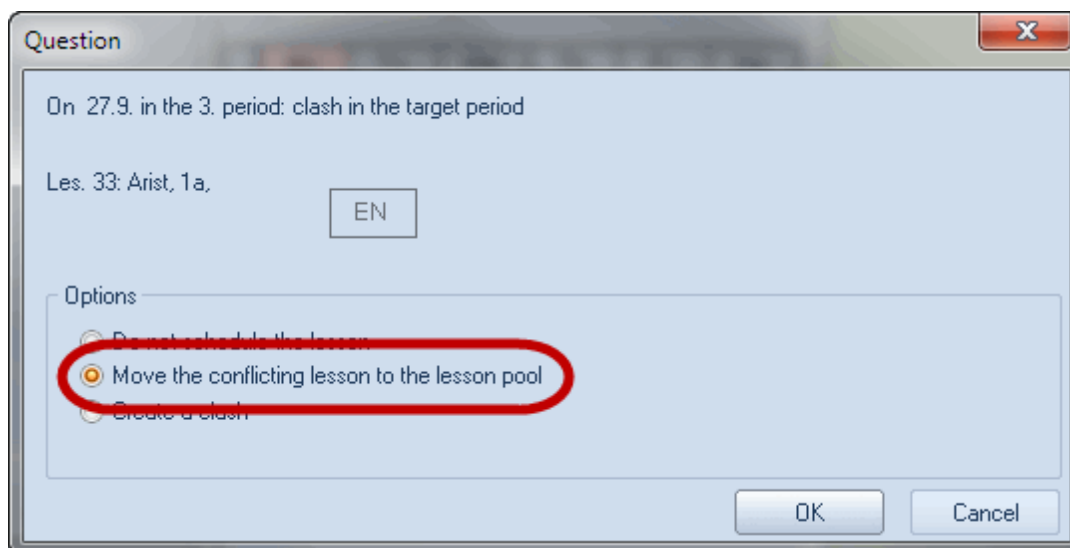 Question
On 27.9. in the 3. period: clash in the target period
Les. 33: Arist, 1a,
EN
Options
Do not schedule the lesson
Move the conflicting lesson to the lesson pool
Create a clash
OK
Cancel